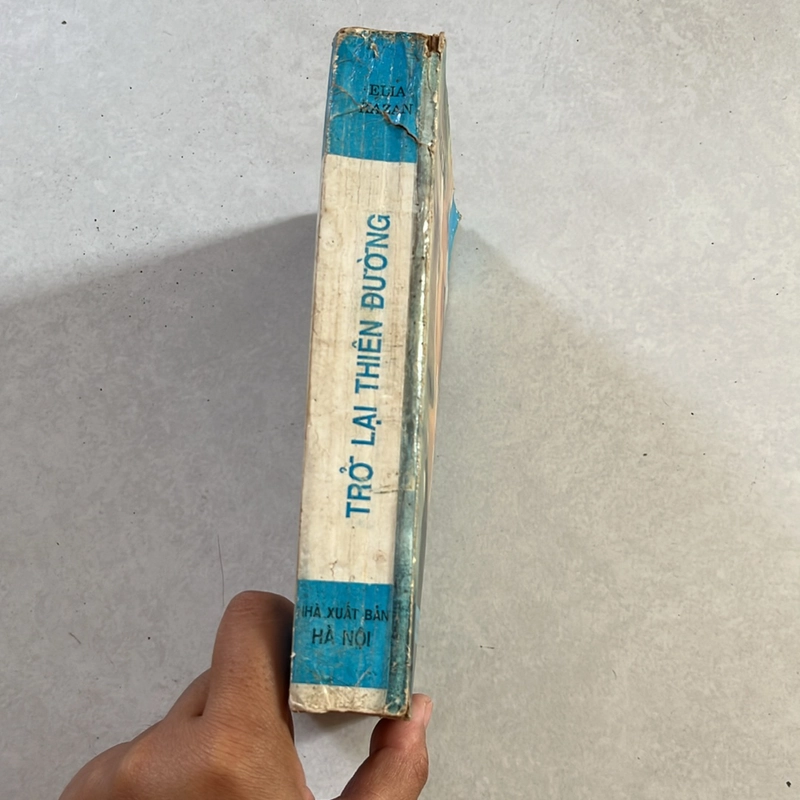 ELIA
KAZAN
TRỞ LẠI THIÊN ĐƯỜNG
NHÀ XUẤT BẢN
HÀ NỘI